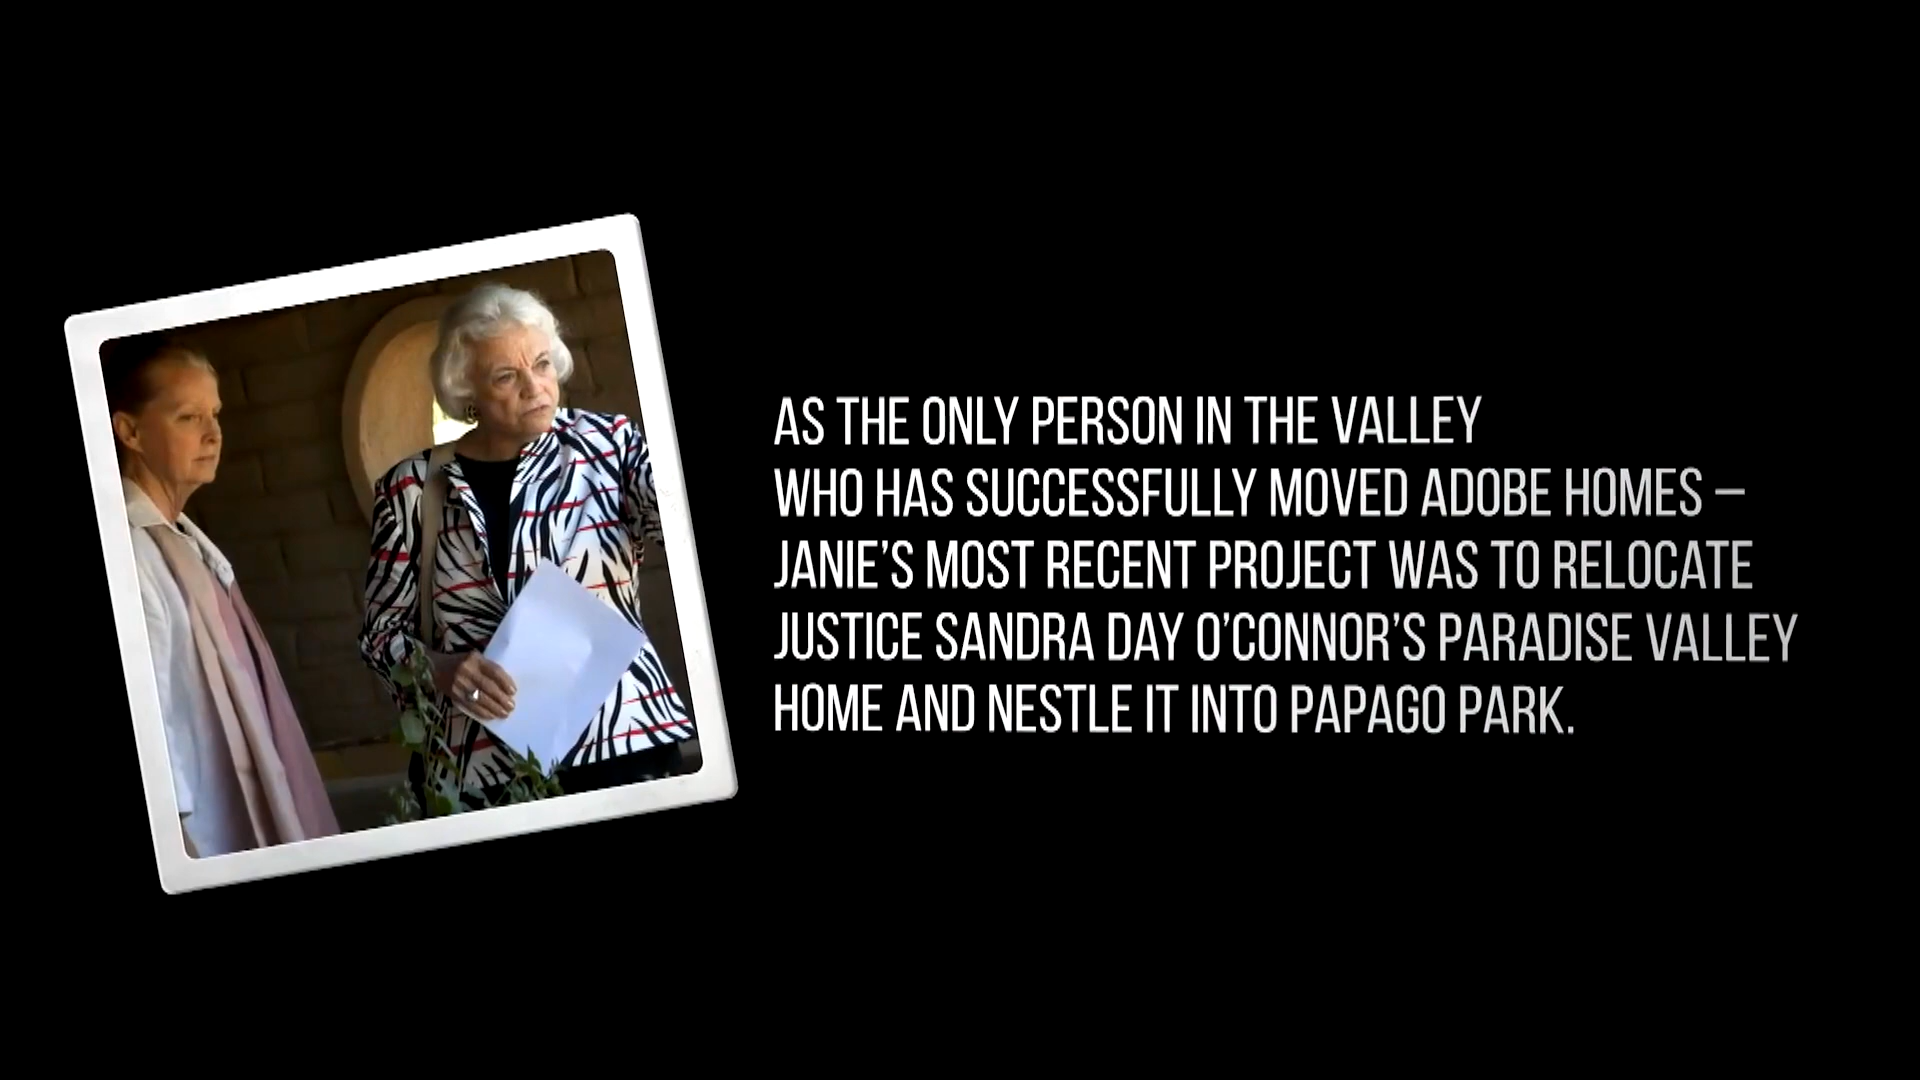 AS THE ONLY PERSON IN THE VALLEY
WHO HAS SUCCESSFULLY MOVED ADOBE HOMES –
JANIE’S MOST RECENT PROJECT WAS TO RELOCATE
JUSTICE SANDRA DAY O’CONNOR’S PARADISE VALLEY
HOME AND NESTLE IT INTO PAPAGO PARK.